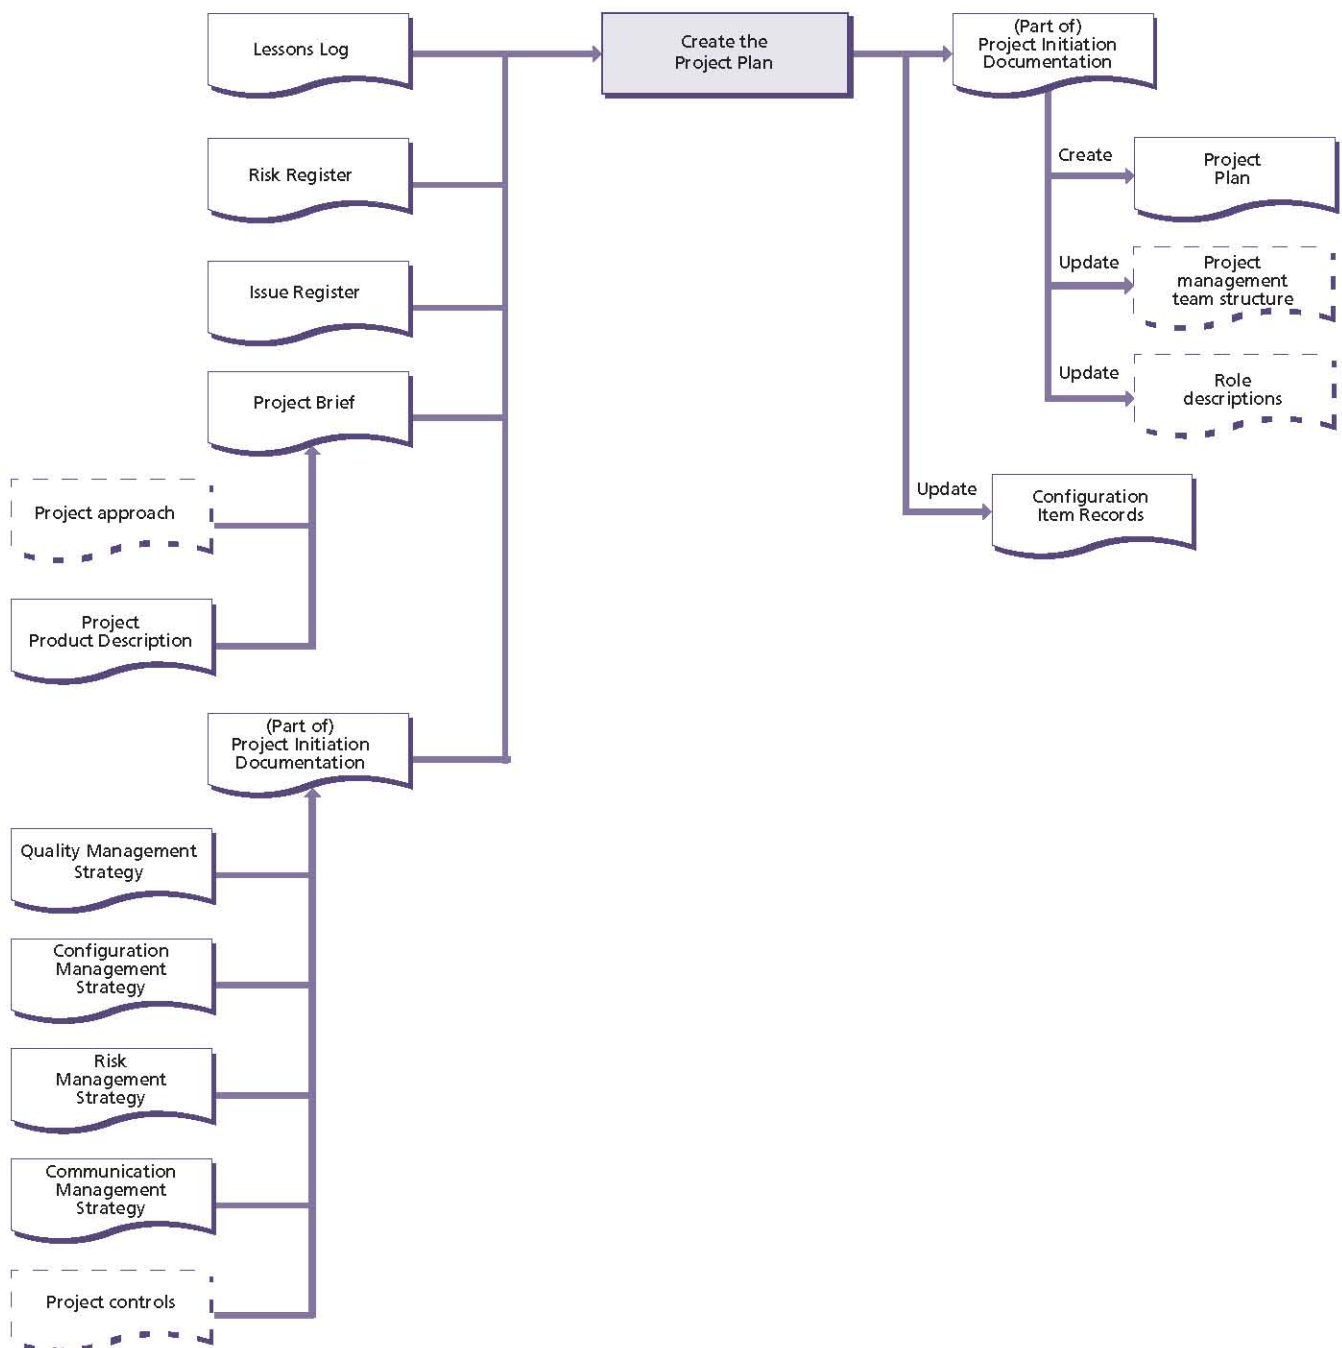 Lessons Log
Create the
Project Plan
(Part of)
Project Initiation
Documentation
Risk Register
Create
Project
Plan
Issue Register
Update
Project
management
team structure
Project Brief
Update
Role
descriptions
Project approach
Update
Configuration
Item Records
Project
Product Description
(Part of)
Project Initiation
Documentation
Quality Management
Strategy
Configuration
Management
Strategy
Risk
Management
Strategy
Communication
Management
Strategy
Project controls